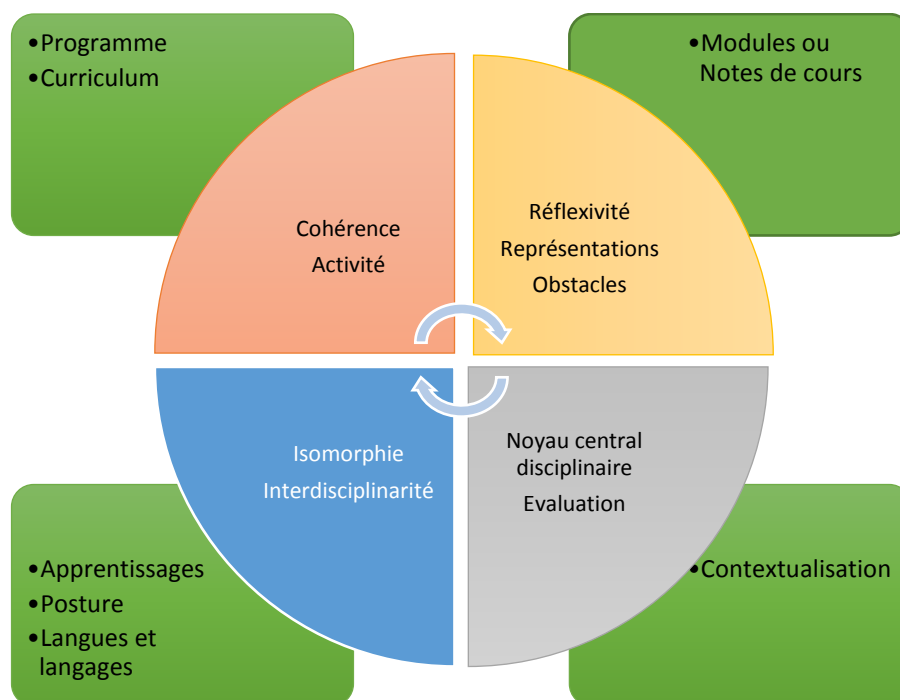 •Programme
•Curriculum
•Modules ou
Notes de cours
Cohérence
Activité
Réflexivité
Représentations
Obstacles
Isomorphie
Interdisciplinarité
Noyau central
disciplinaire
Evaluation
•Apprentissages
•Posture
•Langues et
langages
•Contextualisation